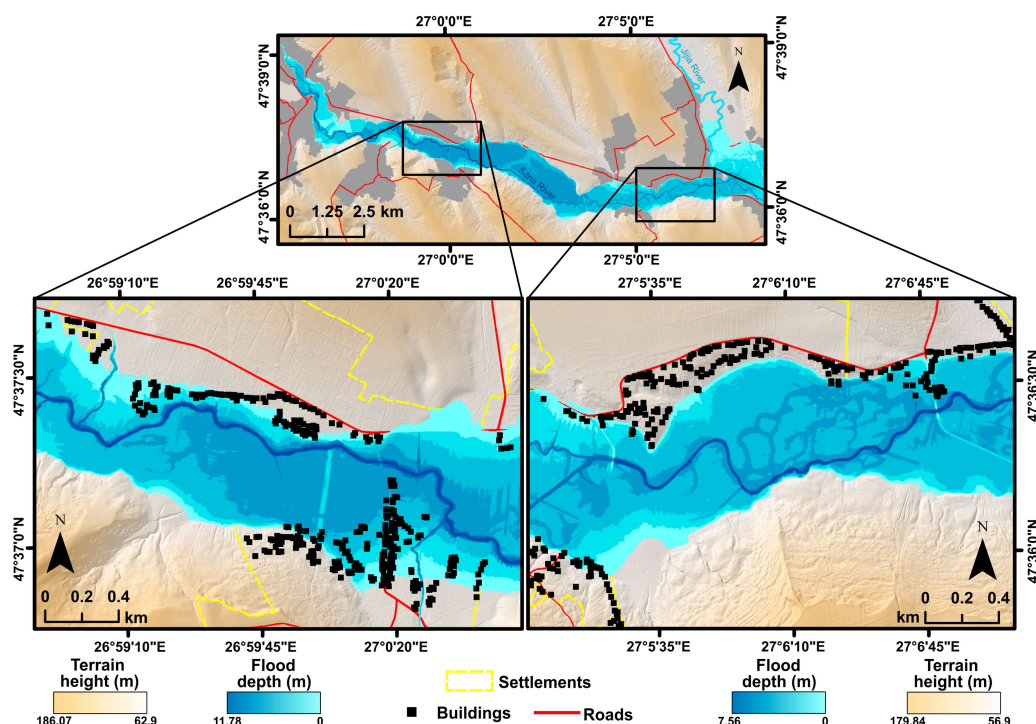 27°0'0"E 27°5'0"E
47°39'0"N
47°39'0"N
Jijia River
N
Sitna River
47°36'0"N
47°36'0"N
0 1.25 2.5 km
27°0'0"E 27°5'0"E
26°59'10"E 26°59'45"E 27°0'20"E
27°5'35"E 27°6'10"E 27°6'45"E
47°37'30"N
47°36'30"N
47°37'0"N
47°36'0"N
N
N
0 0.2 0.4
km
0 0.2 0.4
km
26°59'10"E 26°59'45"E 27°0'20"E
27°5'35"E 27°6'10"E 27°6'45"E
Terrain
height (m)
186.07 62.9
Flood
depth (m)
11.78 0
Settlements
Buildings
Roads
Flood
depth (m)
7.56 0
Terrain
height (m)
179.84 56.9